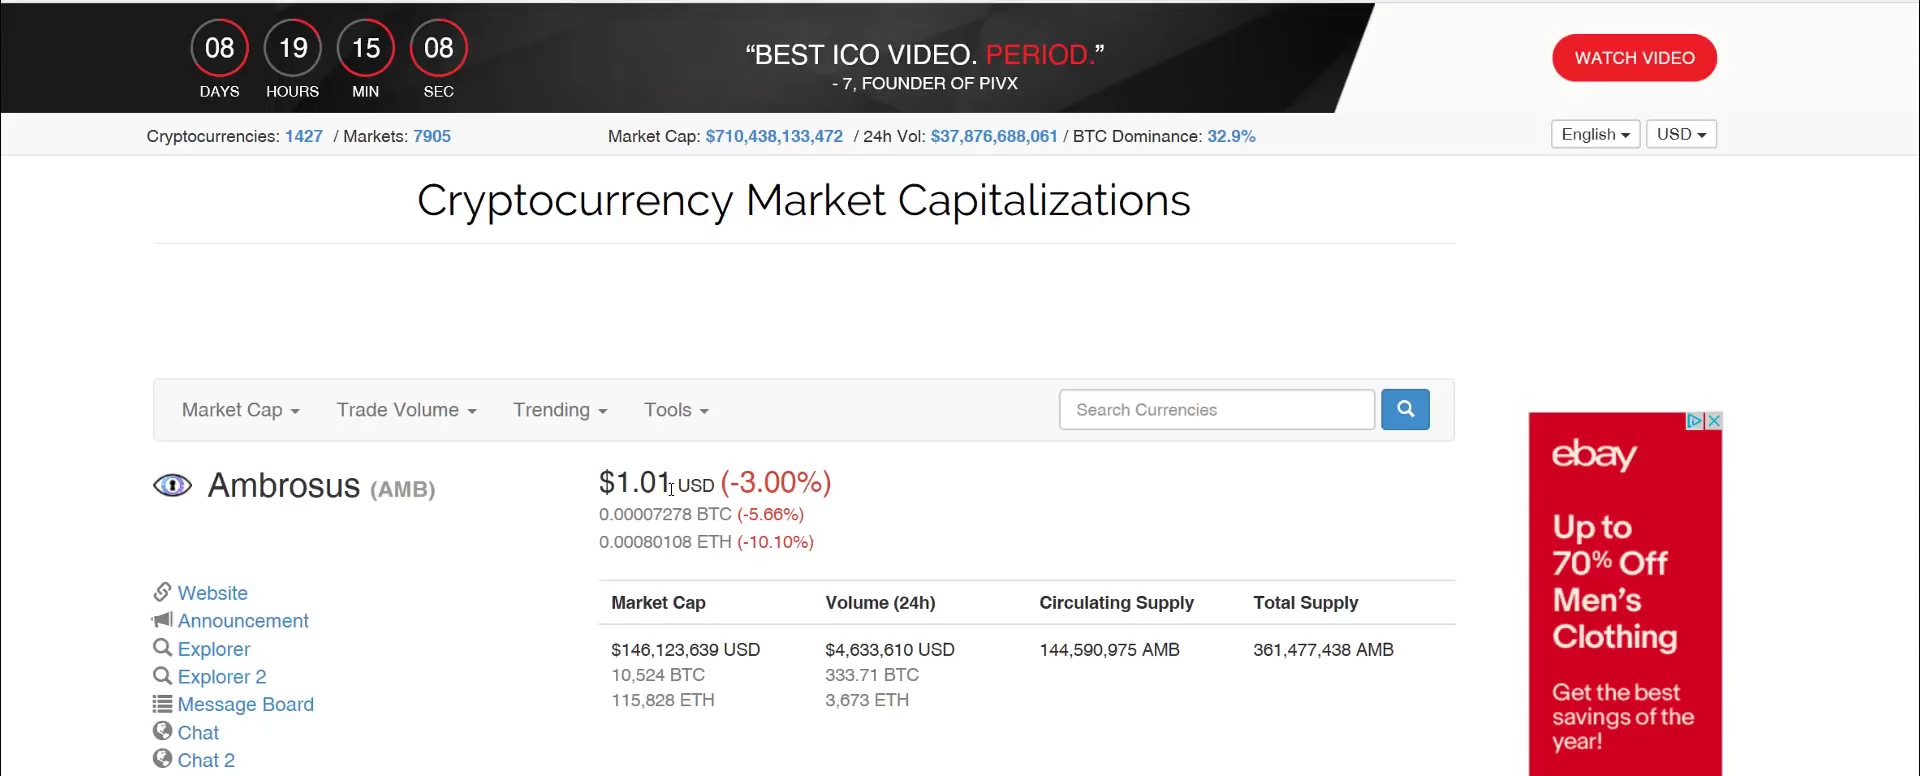 08 19 15 08
DAYS HOURS MIN SEC
“BEST ICO VIDEO. PERIOD.”
- 7, FOUNDER OF PIVX
WATCH VIDEO
Cryptocurrencies: 1427 / Markets: 7905
Market Cap: $710,438,133,472 / 24h Vol: $37,876,688,061 / BTC Dominance: 32.9%
English
USD
Cryptocurrency Market Capitalizations
Market Cap Trade Volume Trending Tools
Search Currencies
Ambrosus (AMB)
$1.01 USD (-3.00%)
0.00007278 BTC (-5.66%)
0.00080108 ETH (-10.10%)
Website
Announcement
Explorer
Explorer 2
Message Board
Chat
Chat 2
Market Cap Volume (24h) Circulating Supply Total Supply
$146,123,639 USD $4,633,610 USD 144,590,975 AMB 361,477,438 AMB
10,524 BTC 333.71 BTC
115,828 ETH 3,673 ETH
ebay
Up to
70% Off
Men’s
Clothing
Get the best
savings of the
year!